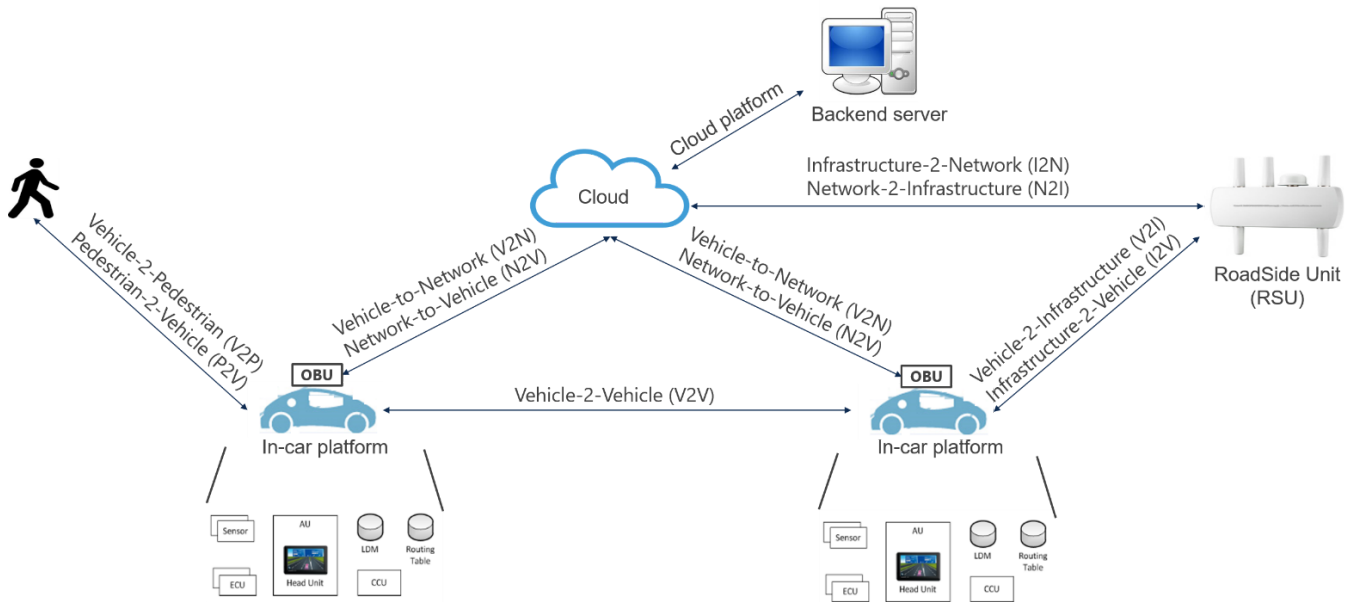 Backend server
Cloud platform
Cloud
Infrastructure-2-Network (I2N)
Network-2-Infrastructure (N2I)
RoadSide Unit
(RSU)
Vehicle-2-Pedestrian (V2P)
Pedestrian-2-Vehicle (P2V)
Vehicle-to-Network (V2N)
Network-to-Vehicle (N2V)
Vehicle-to-Network (V2N)
Network-to-Vehicle (N2V)
Vehicle-2-Infrastructure (V2I)
Infrastructure-2-Vehicle (I2V)
OBU
OBU
Vehicle-2-Vehicle (V2V)
In-car platform
In-car platform
Sensor
AU
LDM
Routing
Table
ECU
Head Unit
CCU
Sensor
AU
LDM
Routing
Table
ECU
Head Unit
CCU